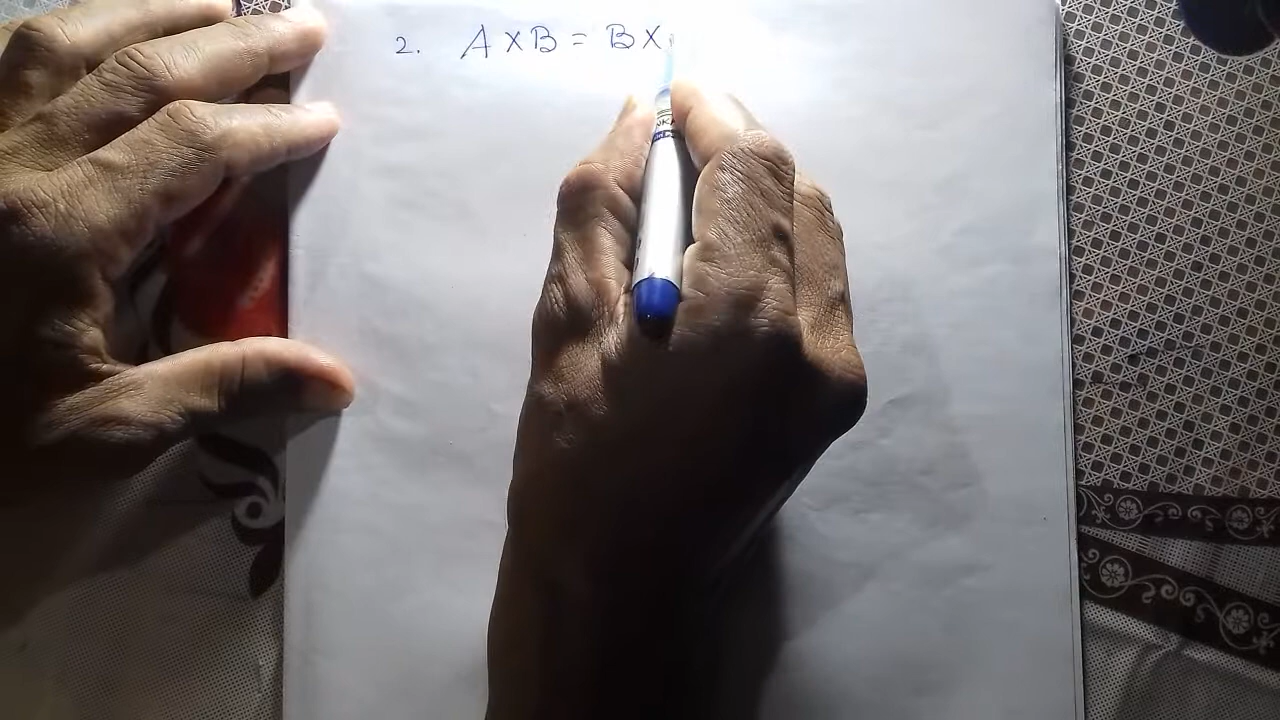 2. A × B = B ×